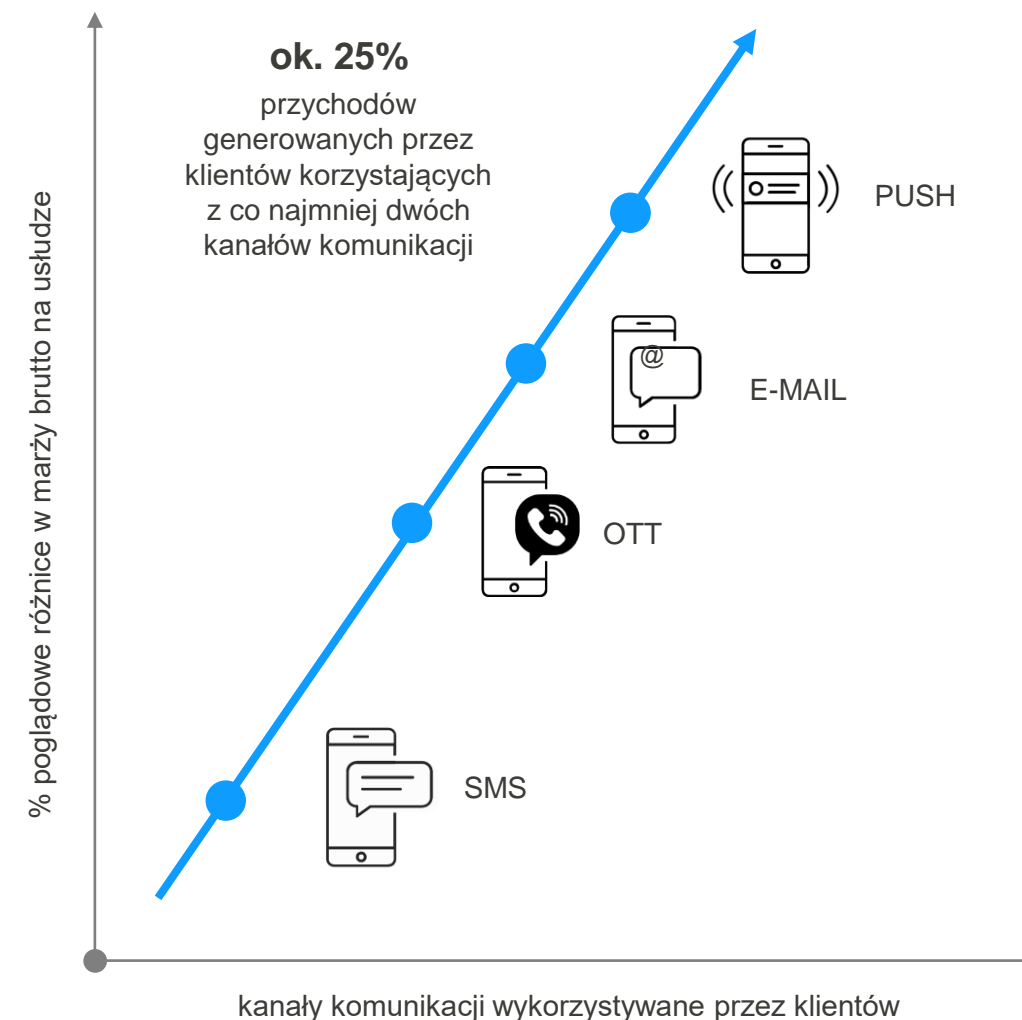 ok. 25%
przychodów
generowanych przez
klientów korzystających
z co najmniej dwóch
kanałów komunikacji
PUSH
@
E-MAIL
OTT
SMS
% poglądowe różnice w marży brutto na usłudze
kanały komunikacji wykorzystywane przez klientów